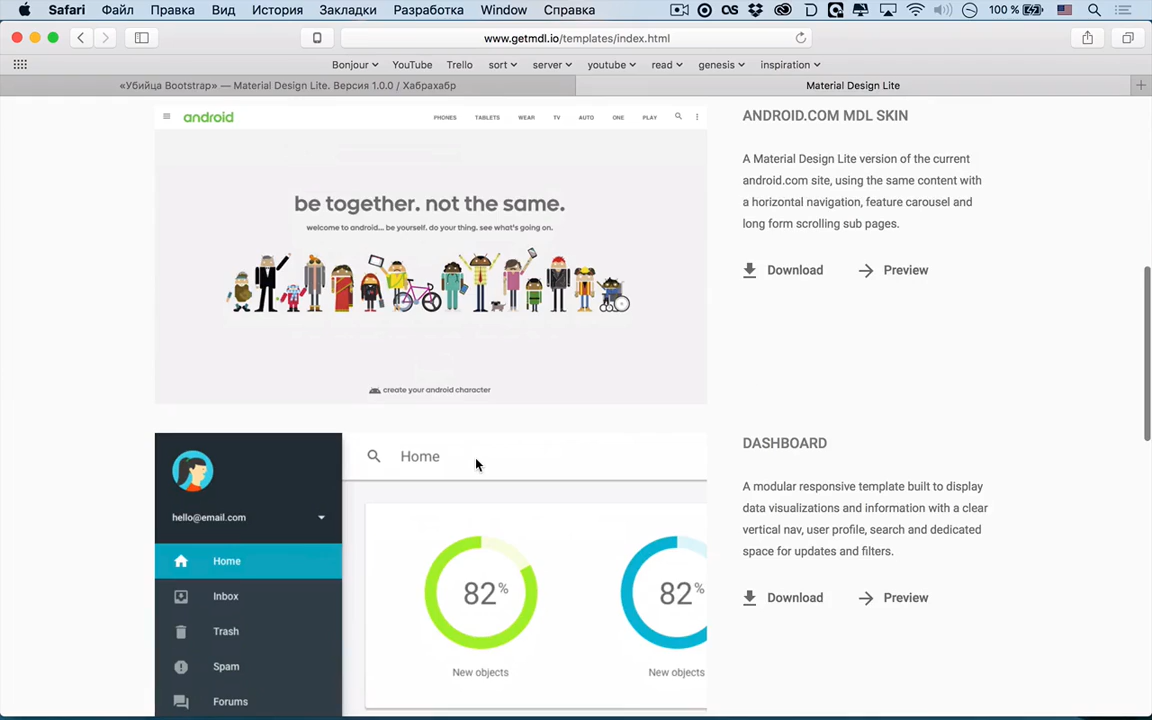 Safari Файл Правка Вид История Закладки Разработка Window Справка 100 %
www.getmdl.io/templates/index.html
Bonjour YouTube Trello sort server youtube read genesis inspiration
«Убийца Bootstrap» — Material Design Lite. Версия 1.0.0 / Хабрахабр
Material Design Lite
android PHONES TABLETS WEAR TV AUTO ONE PLAY
be together. not the same.
welcome to android... be yourself. do your thing. see what's going on.
create your android character
ANDROID.COM MDL SKIN
A Material Design Lite version of the current
android.com site, using the same content with
a horizontal navigation, feature carousel and
long form scrolling sub pages.
Download Preview
hello@email.com
Home
Inbox
Trash
Spam
Forums
Home
82%
New objects
82%
New objects
DASHBOARD
A modular responsive template built to display
data visualizations and information with a clear
vertical nav, user profile, search and dedicated
space for updates and filters.
Download Preview